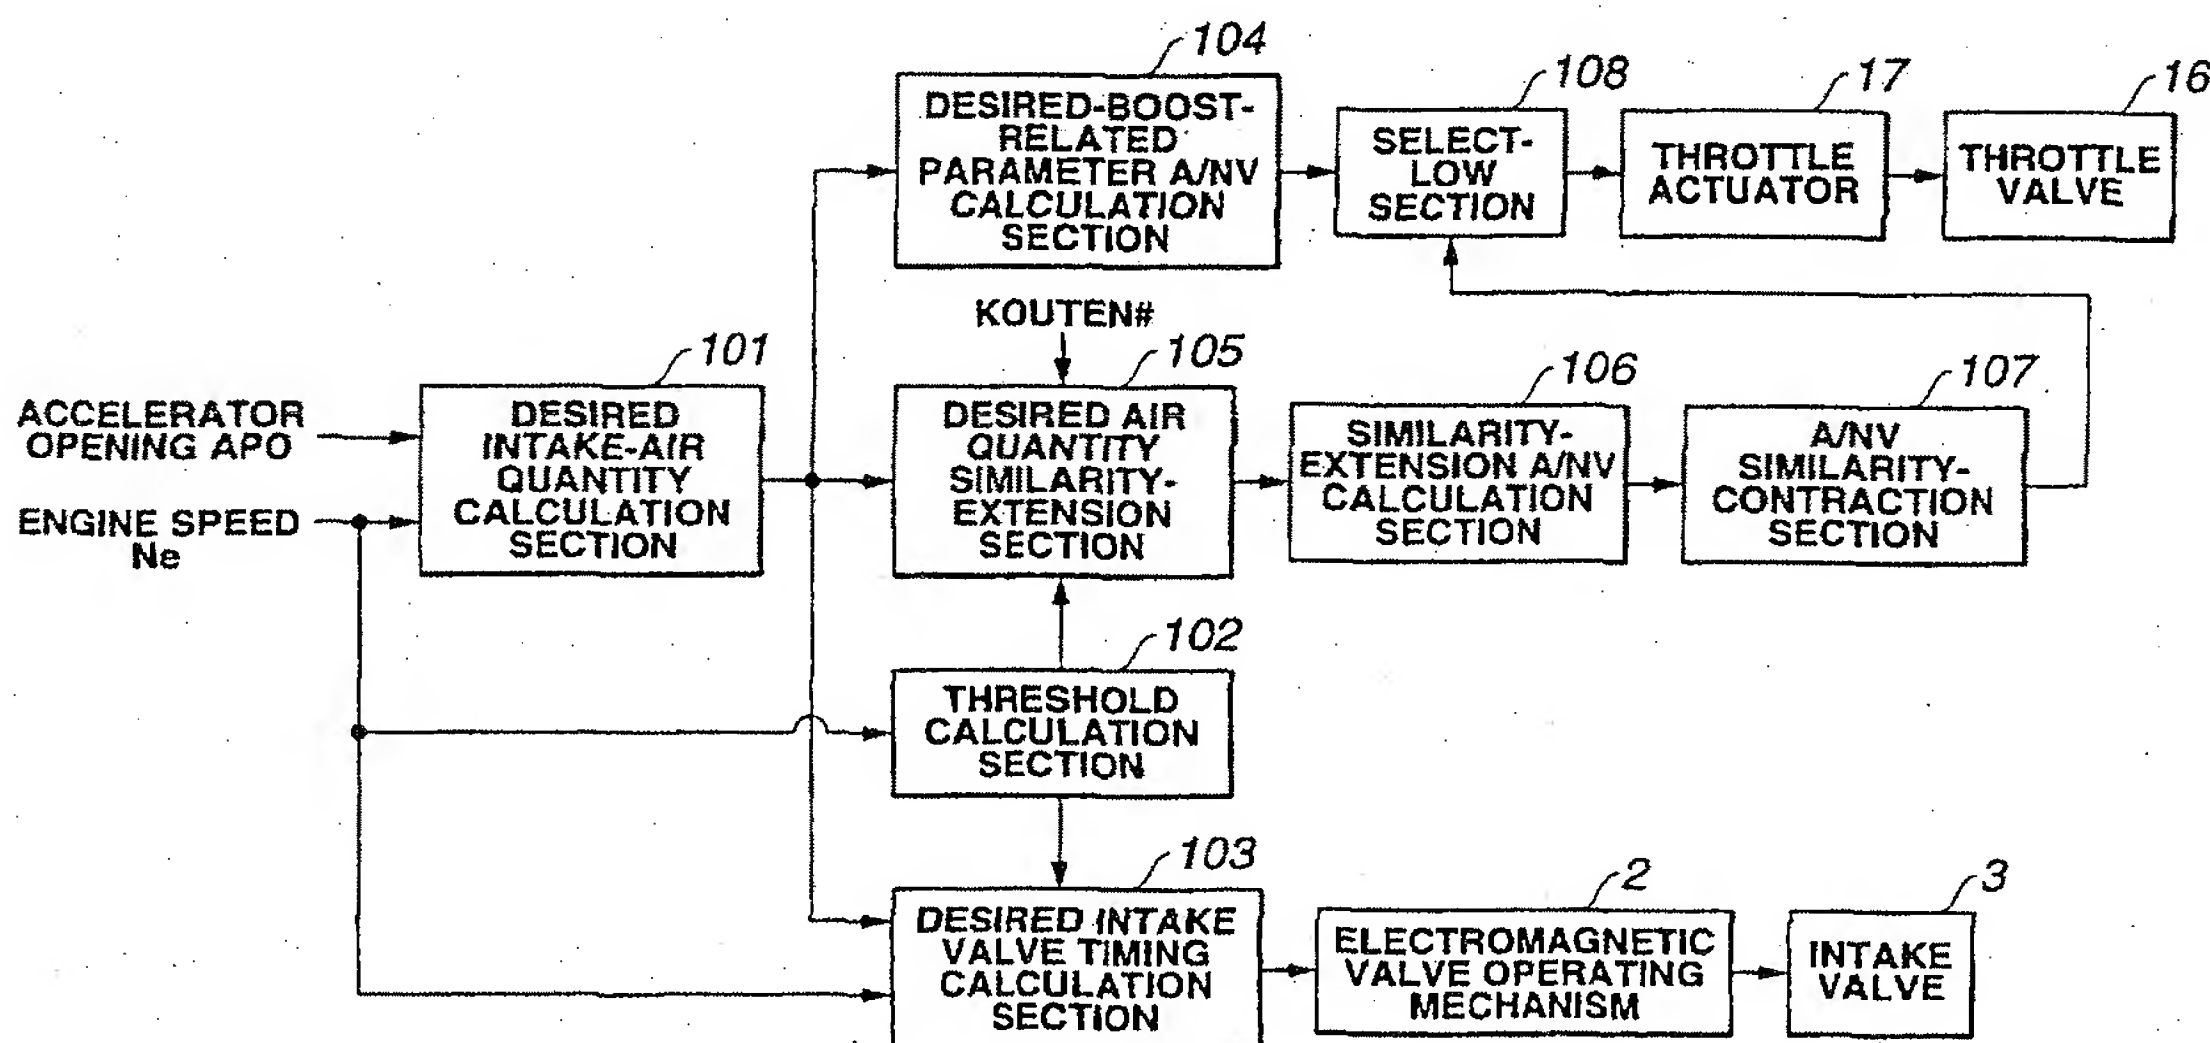 104
DESIRED-BOOST-
RELATED
PARAMETER A/NV
CALCULATION
SECTION
108
SELECT-
LOW
SECTION
17
THROTTLE
ACTUATOR
16
THROTTLE
VALVE
KOUTEN#
ACCELERATOR
OPENING APO
ENGINE SPEED
Ne
101
DESIRED
INTAKE-AIR
QUANTITY
CALCULATION
SECTION
105
DESIRED AIR
QUANTITY
SIMILARITY-
EXTENSION
SECTION
106
SIMILARITY-
EXTENSION A/NV
CALCULATION
SECTION
107
A/NV
SIMILARITY-
CONTRACTION
SECTION
102
THRESHOLD
CALCULATION
SECTION
103
DESIRED INTAKE
VALVE TIMING
CALCULATION
SECTION
2
ELECTROMAGNETIC
VALVE OPERATING
MECHANISM
3
INTAKE
VALVE